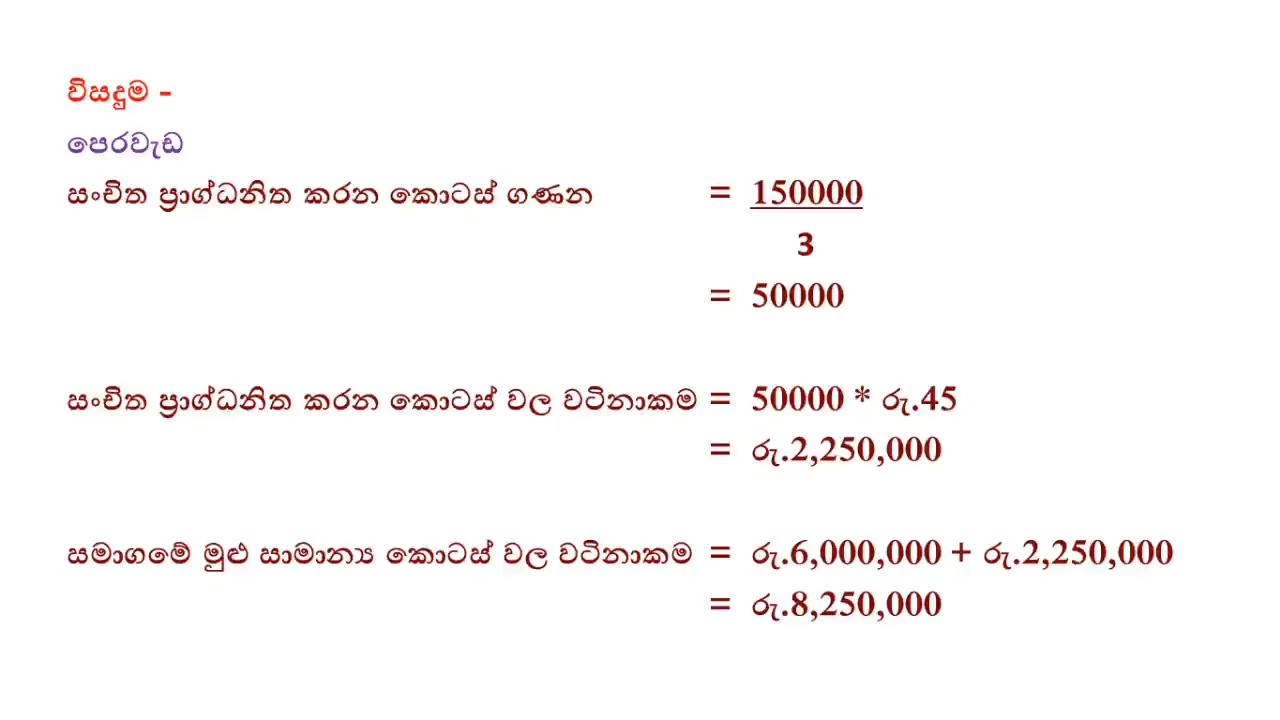 විසදුම -
පෙරවැඩ
සංචිත ප්‍රාග්ධනිත කරන කොටස් ගණන = 150000
3
= 50000
සංචිත ප්‍රාග්ධනිත කරන කොටස් වල වටිනාකම = 50000 * රු.45
= රු.2,250,000
සමාගමේ මුළු සාමාන්‍ය කොටස් වල වටිනාකම = රු.6,000,000 + රු.2,250,000
= රු.8,250,000